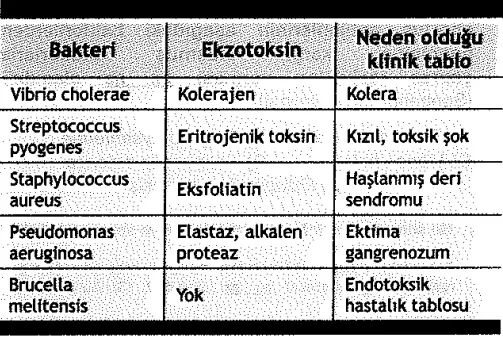 Bakteri Ekzotoksin Neden olduğu
klinik tablo
Vibrio cholerae Kolerajen Kolera
Streptococcus
pyogenes Eritrojenik toksin Kızıl, toksik şok
Staphylococcus
aureus Eksfoliatin Haşlanmış deri
sendromu
Pseudomonas
aeruginosa Elastaz, alkalen
proteaz Ektima
gangrenozum
Brucella
melitensis Yok Endotoksik
hastalık tablosu